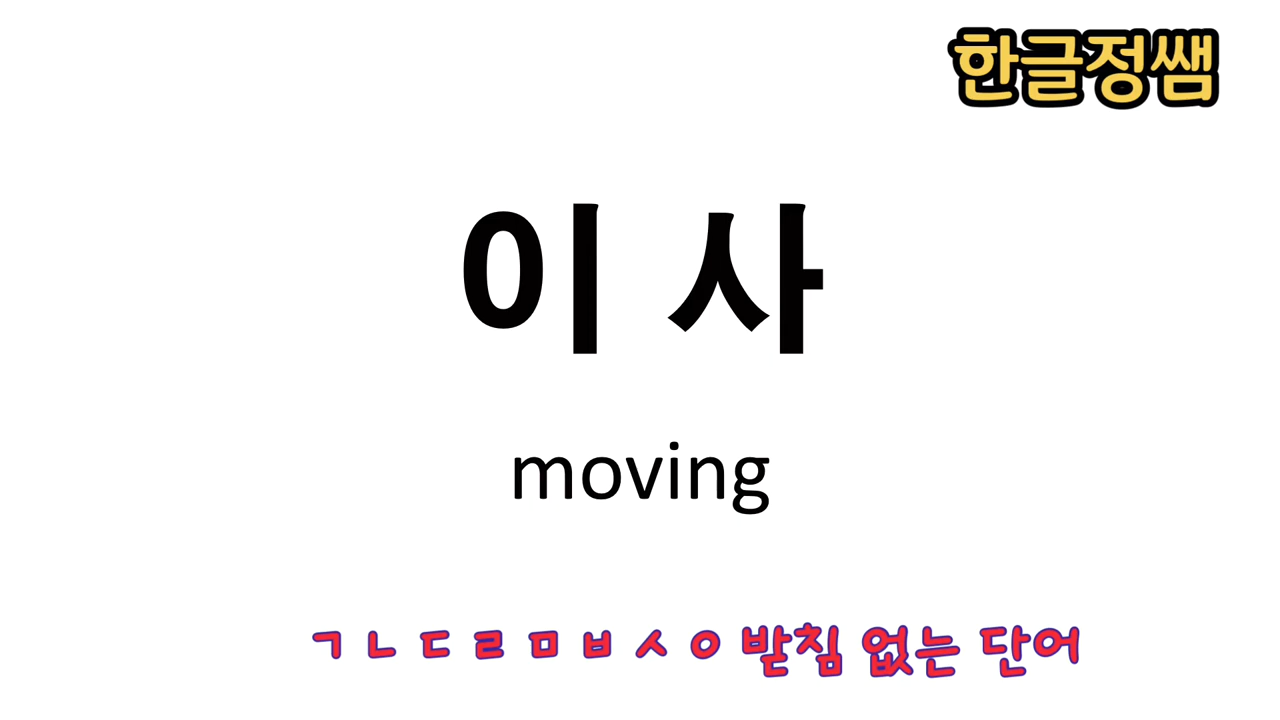 한글정쌤
이 사
moving
ㄱ ㄴ ㄷ ㄹ ㅁ ㅂ ㅅ ㅇ 받침 없는 단어